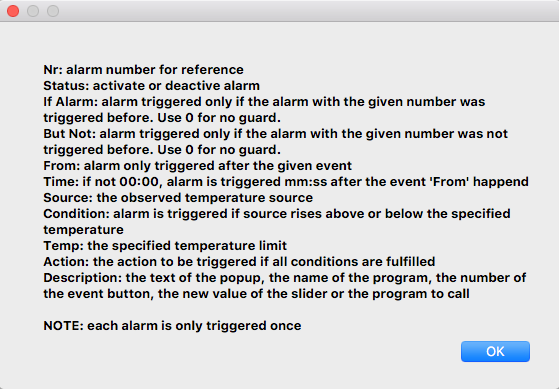 Nr: alarm number for reference
Status: activate or deactive alarm
If Alarm: alarm triggered only if the alarm with the given number was
triggered before. Use 0 for no guard.
But Not: alarm triggered only if the alarm with the given number was not
triggered before. Use 0 for no guard.
From: alarm only triggered after the given event
Time: if not 00:00, alarm is triggered mm:ss after the event 'From' happend
Source: the observed temperature source
Condition: alarm is triggered if source rises above or below the specified
temperature
Temp: the specified temperature limit
Action: the action to be triggered if all conditions are fulfilled
Description: the text of the popup, the name of the program, the number of
the event button, the new value of the slider or the program to call
NOTE: each alarm is only triggered once
OK